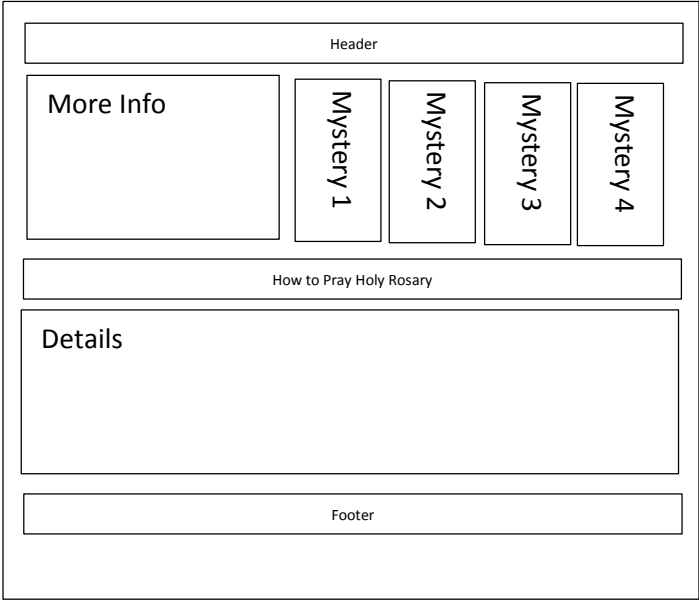 Header
More Info
Mystery 1
Mystery 2
Mystery 3
Mystery 4
How to Pray Holy Rosary
Details
Footer